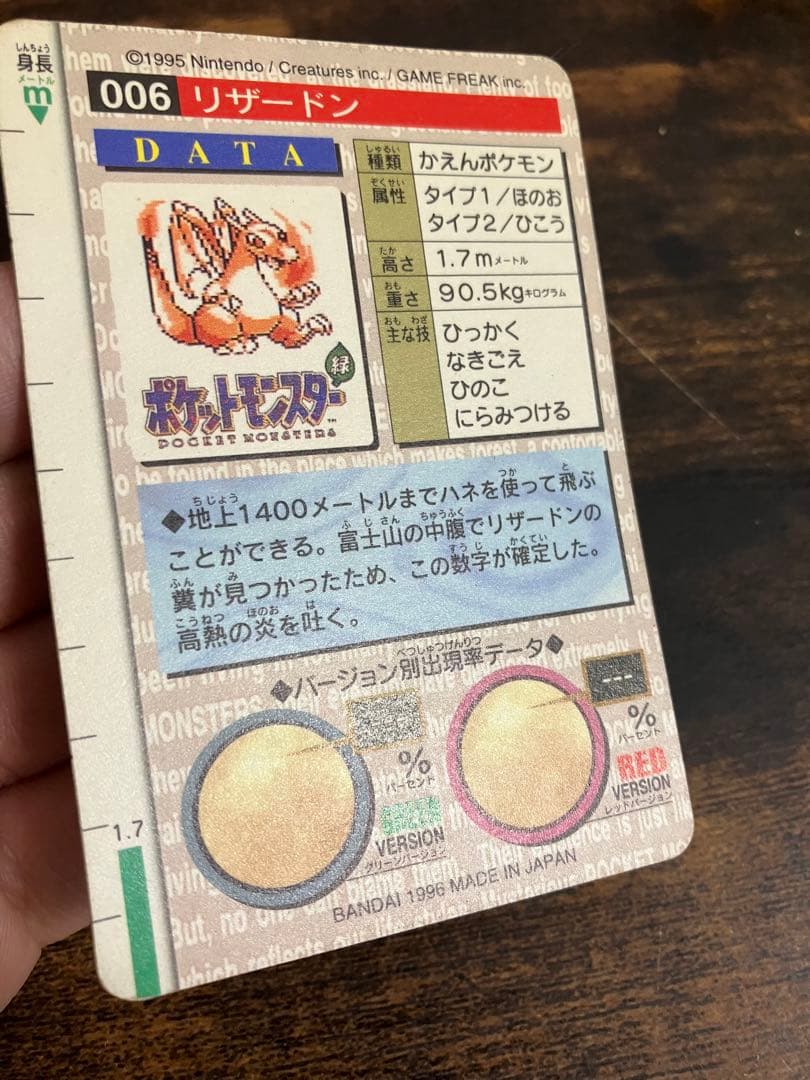 ©1995 Nintendo / Creatures inc. / GAME FREAK inc.
しんちょう
身長
メートル
m
006 リザードン
DATA
しゅるい
種類 かえんポケモン
ぞくせい
属性 タイプ1/ほのお
タイプ2/ひこう
たか
高さ 1.7mメートル
おも
重さ 90.5kgキログラム
おも わざ
主な技 ひっかく
なきごえ
ひのこ
にらみつける
緑
ポケットモンスター
POCKET MONSTERS
ちじょう つか と
◆地上1400メートルまでハネを使って飛ぶ
ふじさん ちゅうふく
ことができる。富士山の中腹でリザードンの
ふん み すうじ かくてい
糞が見つかったため、この数字が確定した。
こうねつ ほのお は
高熱の炎を吐く。
べつしゅつげんりつ
◆バージョン別出現率データ◆
---
%
パーセント
GREEN
VERSION
グリーンバージョン
---
%
パーセント
RED
VERSION
レッドバージョン
1.7
BANDAI 1996 MADE IN JAPAN